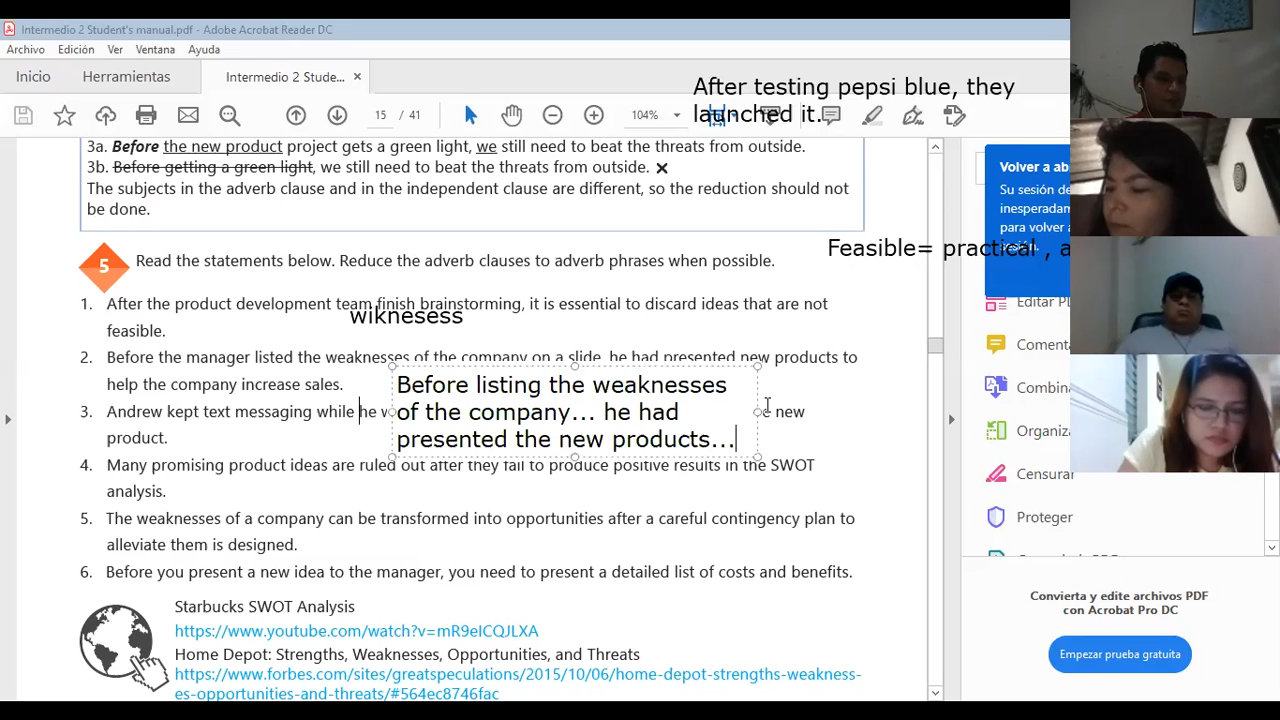 Intermedio 2 Student's manual.pdf - Adobe Acrobat Reader DC
Archivo Edición Ver Ventana Ayuda
Inicio Herramientas Intermedio 2 Stude... ×
After testing pepsi blue, they
launched it.
15 / 41 104%
3a. Before the new product project gets a green light, we still need to beat the threats from outside.
3b. Before getting a green light, we still need to beat the threats from outside. ×
The subjects in the adverb clause and in the independent clause are different, so the reduction should not
be done.
Volver a ab
Su sesión de
inesperadam
para volver a
sesión.
Feasible= practical , a
5 Read the statements below. Reduce the adverb clauses to adverb phrases when possible.
1. After the product development team finish brainstorming, it is essential to discard ideas that are not
feasible.
wiknesess
2. Before the manager listed the weaknesses of the company on a slide, he had presented new products to
help the company increase sales.
Before listing the weaknesses
of the company... he had
presented the new products...
3. Andrew kept text messaging while he new
product.
4. Many promising product ideas are ruled out after they fail to produce positive results in the SWOT
analysis.
5. The weaknesses of a company can be transformed into opportunities after a careful contingency plan to
alleviate them is designed.
6. Before you present a new idea to the manager, you need to present a detailed list of costs and benefits.
Starbucks SWOT Analysis
https://www.youtube.com/watch?v=mR9eICQJLXA
Home Depot: Strengths, Weaknesses, Opportunities, and Threats
https://www.forbes.com/sites/greatspeculations/2015/10/06/home-depot-strengths-weakness-
es-opportunities-and-threats/#564ec8746fac
Editar PD
Coment
Combin
Organiz
Censurar
Proteger
Convierta y edite archivos PDF
con Acrobat Pro DC
Empezar prueba gratuita